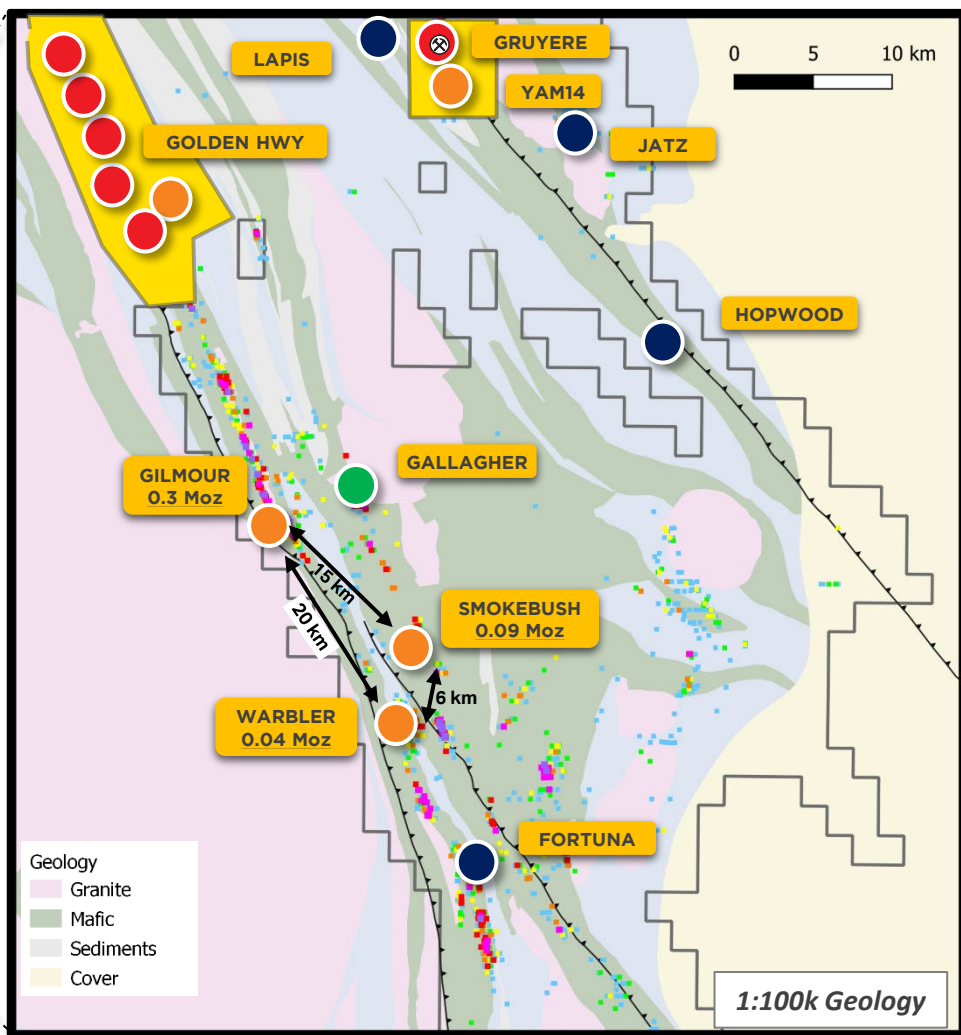 LAPIS
GRUYERE
0 5 10 km
YAM14
GOLDEN HWY
JATZ
HOPWOOD
GALLAGHER
GILMOUR
0.3 Moz
15 km
20 km
SMOKEBUSH
0.09 Moz
6 km
WARBLER
0.04 Moz
FORTUNA
Geology
Granite
Mafic
Sediments
Cover
1:100k Geology